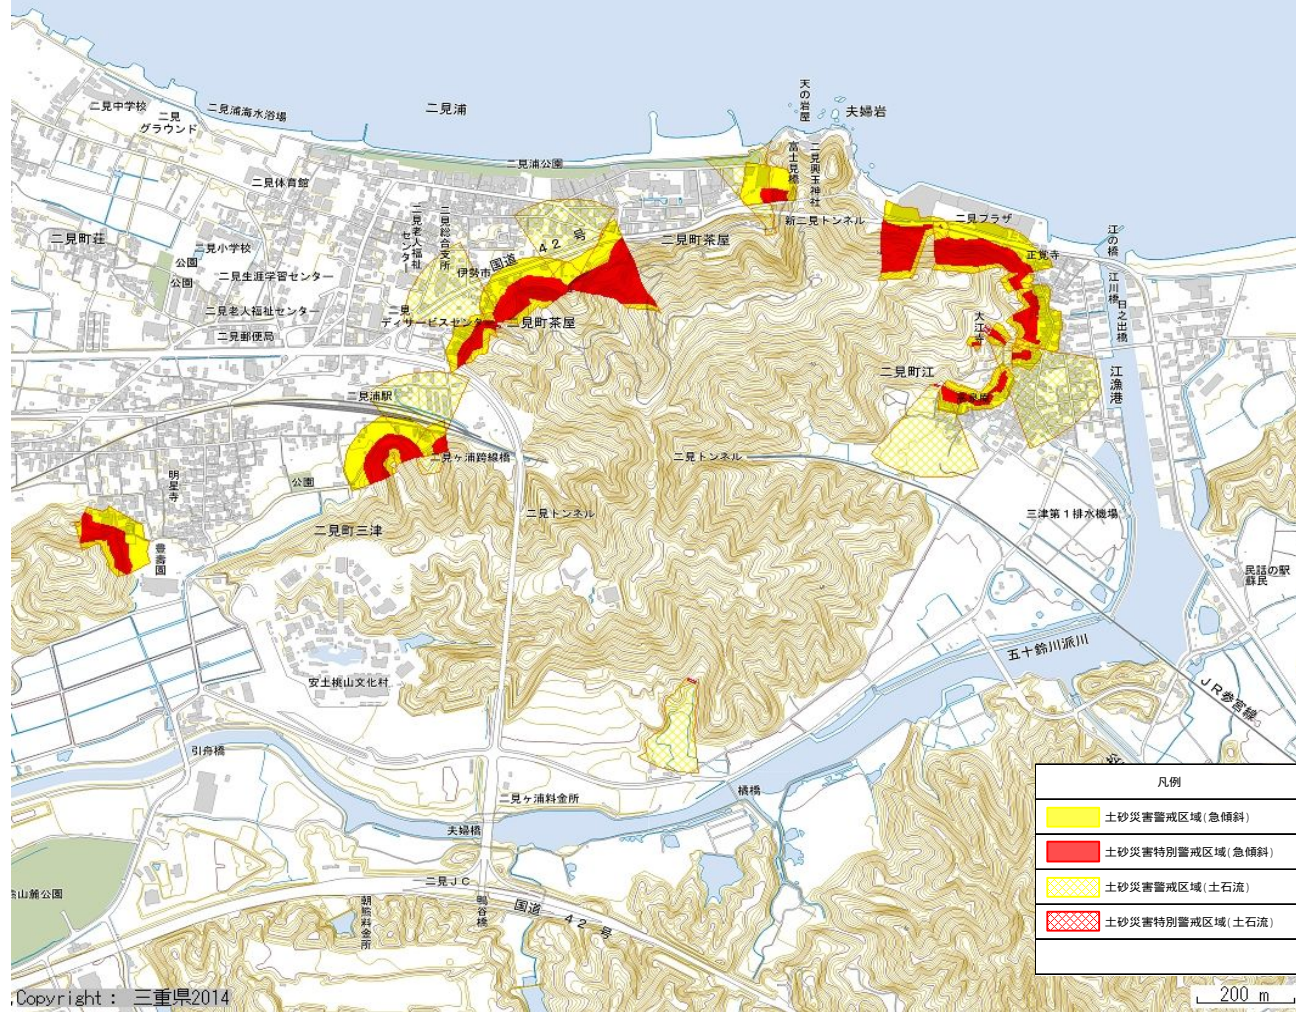 二見中学校
二見
グラウンド
二見浦海水浴場
二見浦
天の岩屋
夫婦岩
二見浦公園
富士見橋
二見興玉神社
二見体育館
二見老人福祉
センター
二見総合支所
新二見トンネル
二見プラザ
二見町荘
二見小学校
国道 42 号
二見町茶屋
正覚寺
江の橋
公園
二見生涯学習センター
伊勢市
江川橋
公園
二見老人福祉センター
二見
デイサービスセンター
二見町茶屋
日之出橋
二見郵便局
二見町江
江漁港
二見浦駅
明星寺
二見ヶ浦跨線橋
二見トンネル
公園
二見町三津
二見トンネル
三津第1排水機場
豊壽園
民話の駅
蘇民
五十鈴川派川
JR参宮線
安土桃山文化村
引舟橋
橘橋
二見ヶ浦料金所
夫婦橋
山麓公園
二見JC
朝熊料金所
鴨谷橋
国道 42 号
凡例
土砂災害警戒区域(急傾斜)
土砂災害特別警戒区域(急傾斜)
土砂災害警戒区域(土石流)
土砂災害特別警戒区域(土石流)
Copyright : 三重県2014
200 m